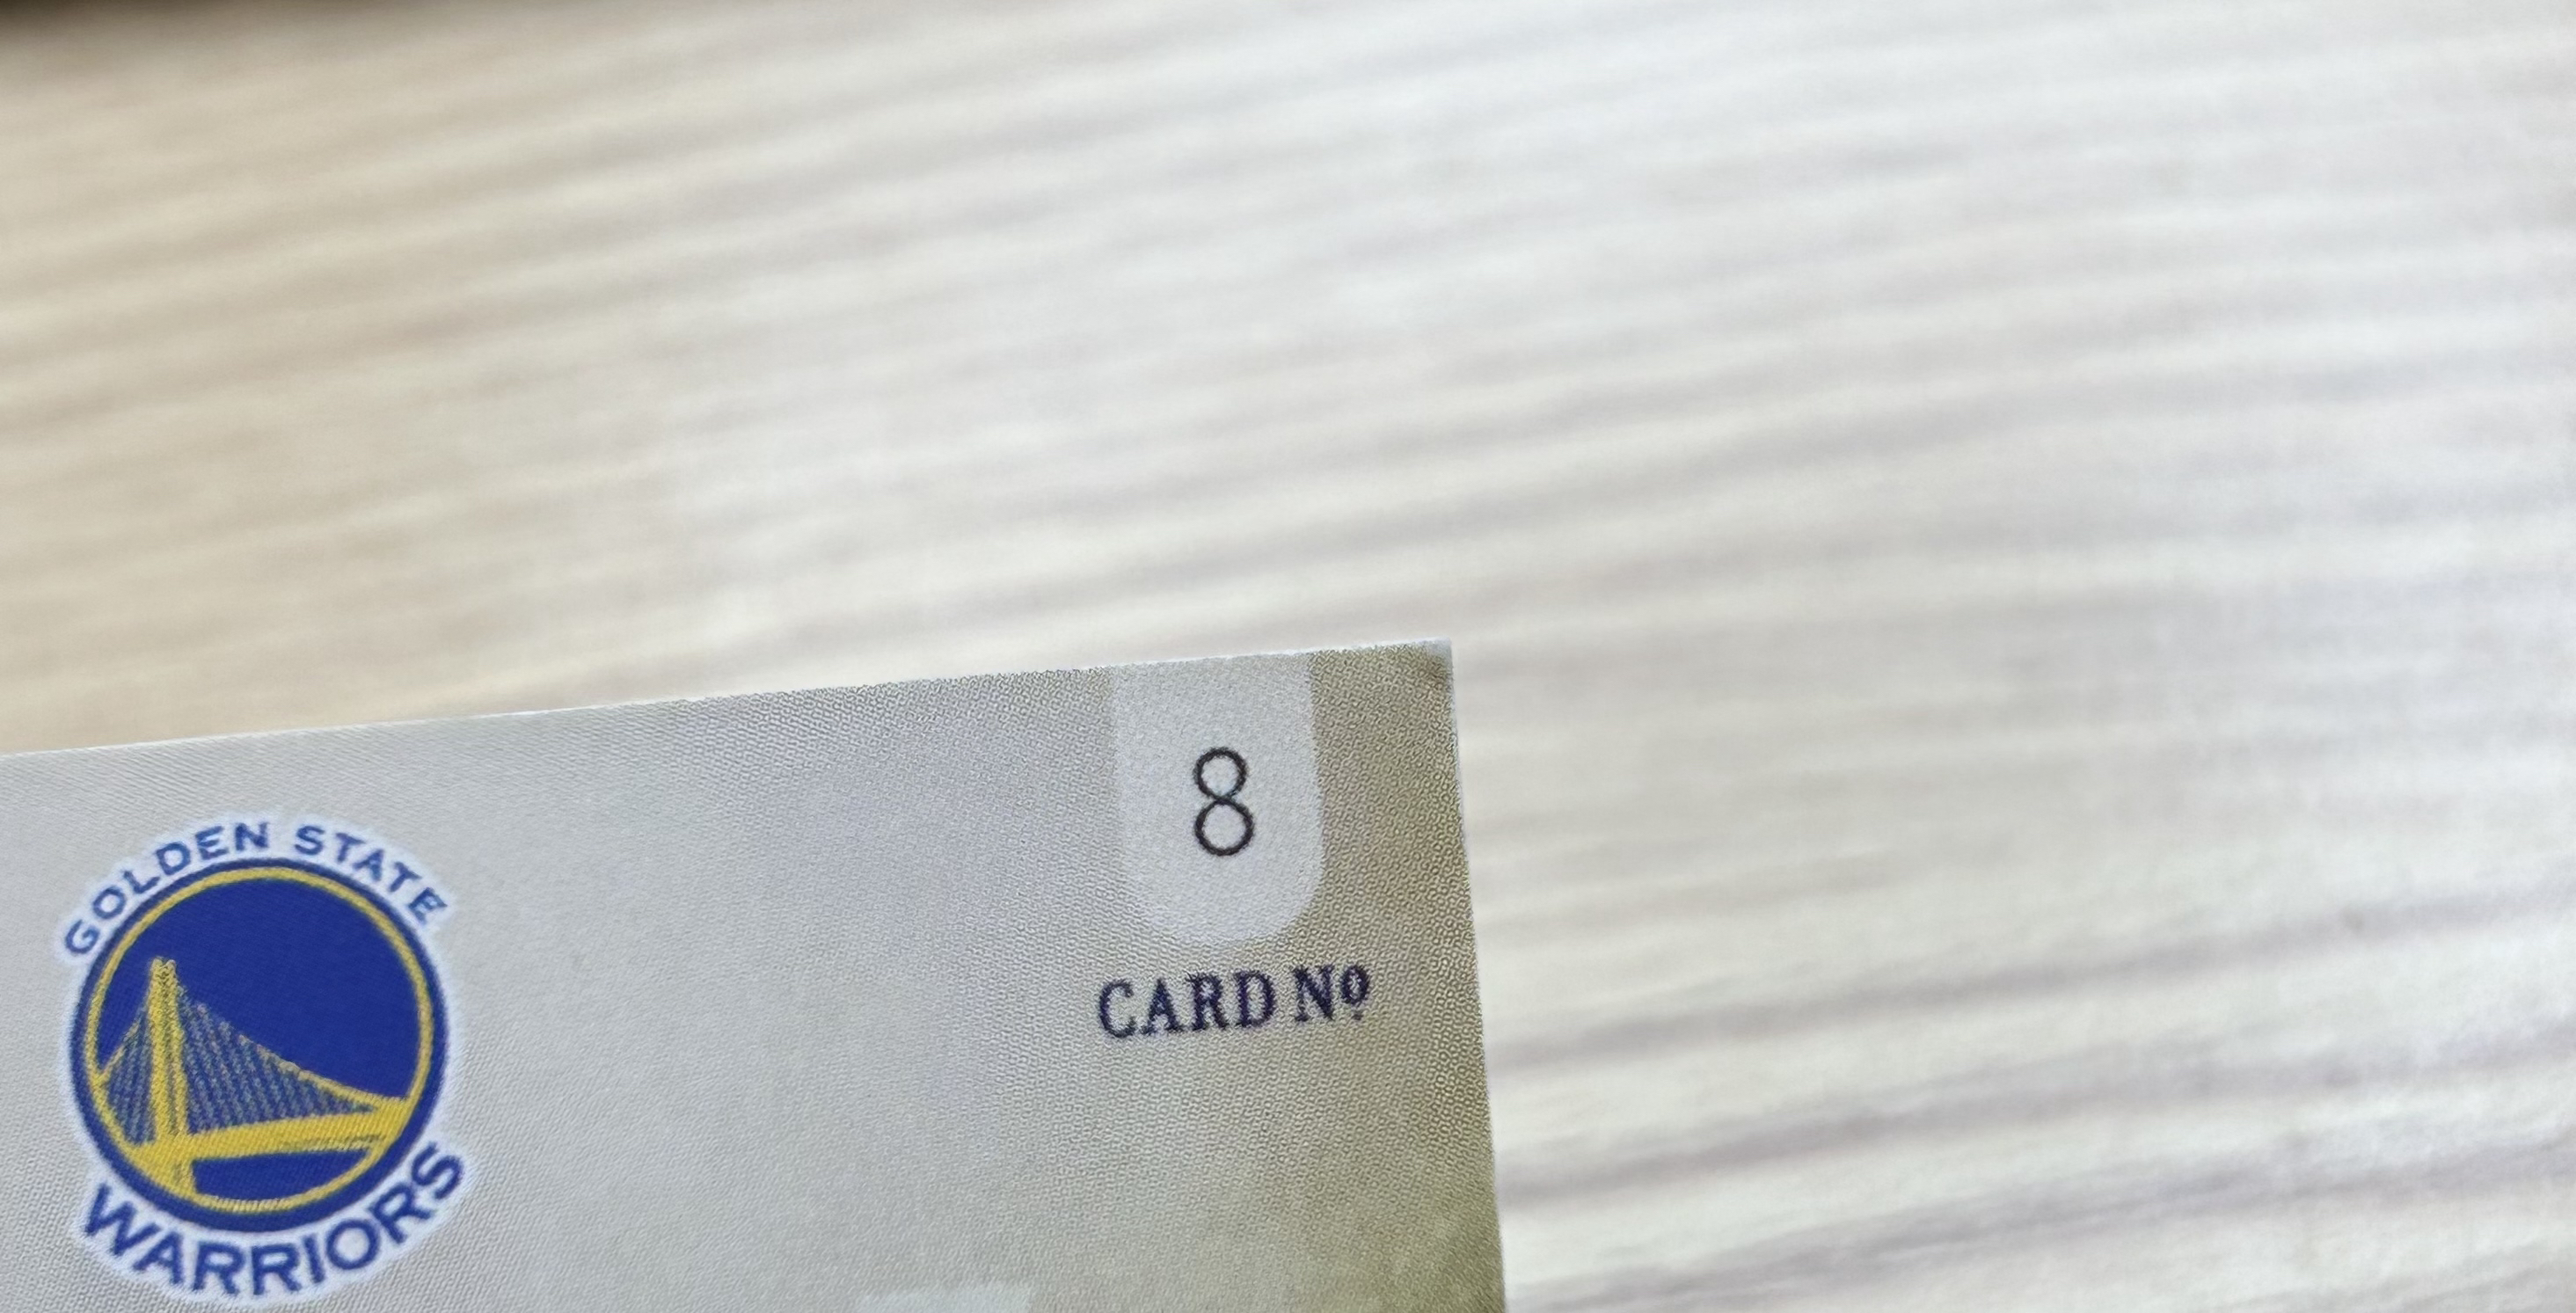 GOLDEN STATE
WARRIORS
8
CARD Nº